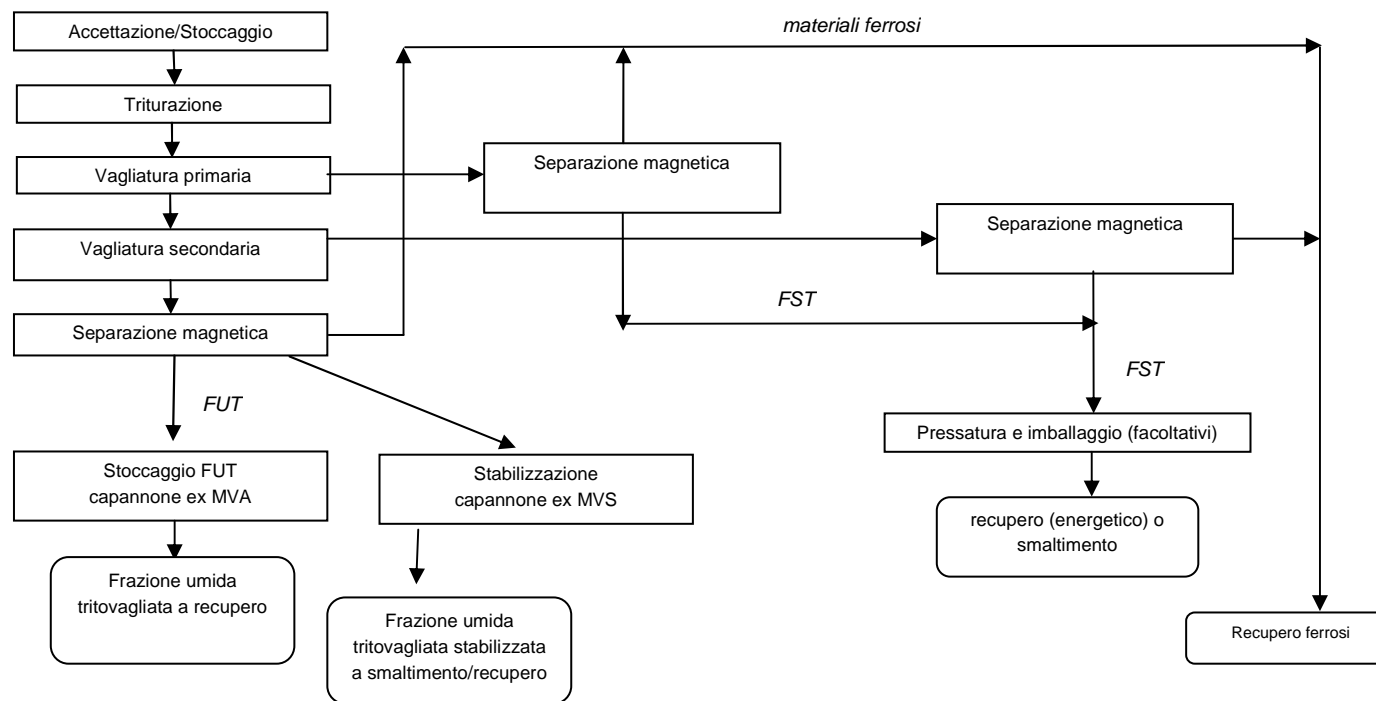 Accettazione/Stoccaggio
materiali ferrosi
Triturazione
Separazione magnetica
Vagliatura primaria
Separazione magnetica
Vagliatura secondaria
FST
Separazione magnetica
FST
FUT
Pressatura e imballaggio (facoltativi)
Stoccaggio FUT
capannone ex MVA
Stabilizzazione
capannone ex MVS
recupero (energetico) o
smaltimento
Frazione umida
tritovagliata a recupero
Frazione umida
tritovagliata stabilizzata
a smaltimento/recupero
Recupero ferrosi